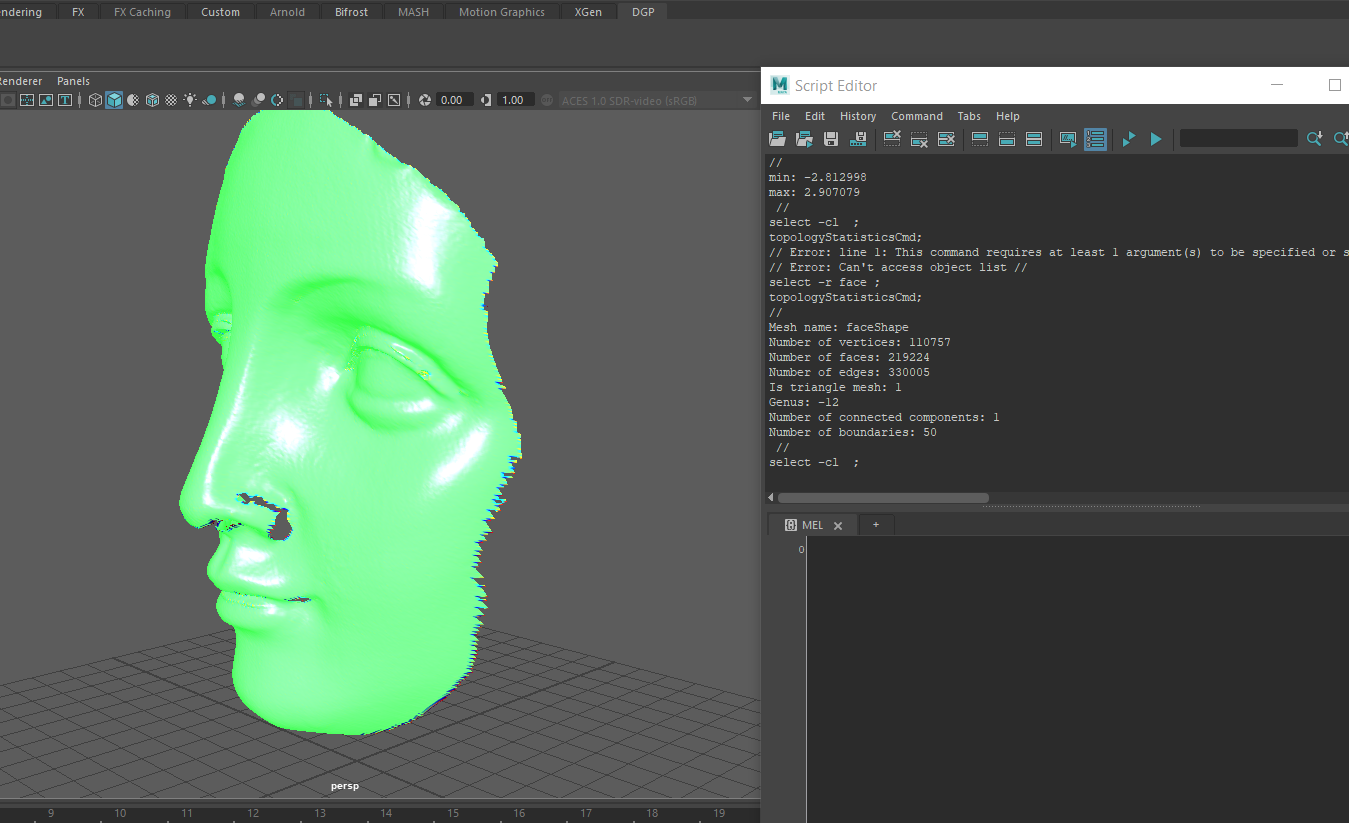 ndering FX FX Caching Custom Arnold Bifrost MASH Motion Graphics XGen DGP
Renderer Panels
0.00 1.00 ACES 1.0 SDR-video (sRGB)
Script Editor
File Edit History Command Tabs Help
//
min: -2.812998
max: 2.907079
//
select -cl ;
topologyStatisticsCmd;
// Error: line 1: This command requires at least 1 argument(s) to be specified or s
// Error: Can't access object list //
select -r face ;
topologyStatisticsCmd;
//
Mesh name: faceShape
Number of vertices: 110757
Number of faces: 219224
Number of edges: 330005
Is triangle mesh: 1
Genus: -12
Number of connected components: 1
Number of boundaries: 50
//
select -cl ;
MEL +
0
persp
9 10 11 12 13 14 15 16 17 18 19